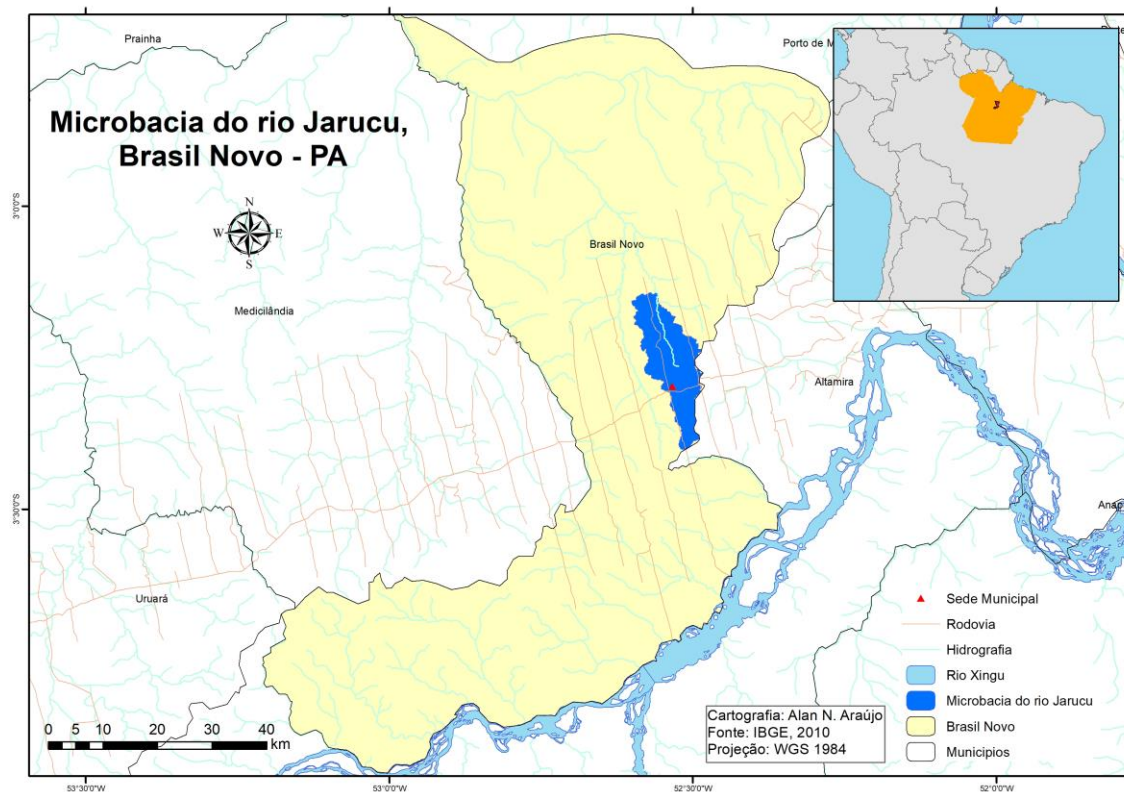 Prainha
Microbacia do rio Jarucu,
Brasil Novo - PA
N
W
E
S
Porto de M
3°0'0"S
Brasil Novo
Medicilândia
Altamira
3°30'0"S
Anap
Uruará
0 5 10 20 30 40
km
Cartografia: Alan N. Araújo
Fonte: IBGE, 2010
Projeção: WGS 1984
Sede Municipal
Rodovia
Hidrografia
Rio Xingu
Microbacia do rio Jarucu
Brasil Novo
Municipios
53°30'0"W
53°0'0"W
52°30'0"W
52°0'0"W